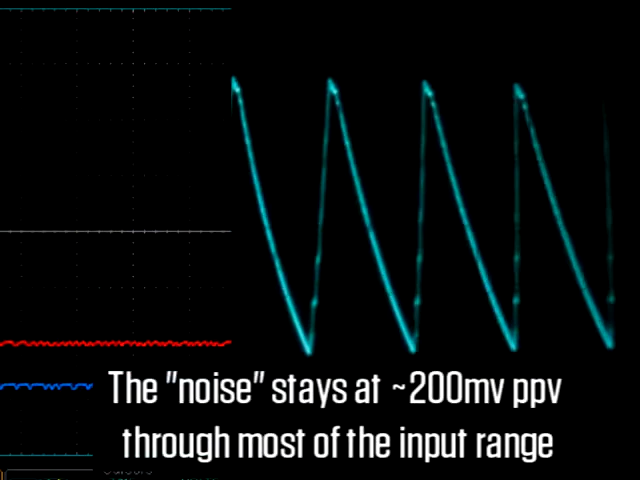 The "noise" stays at ~200mv ppv
through most of the input range